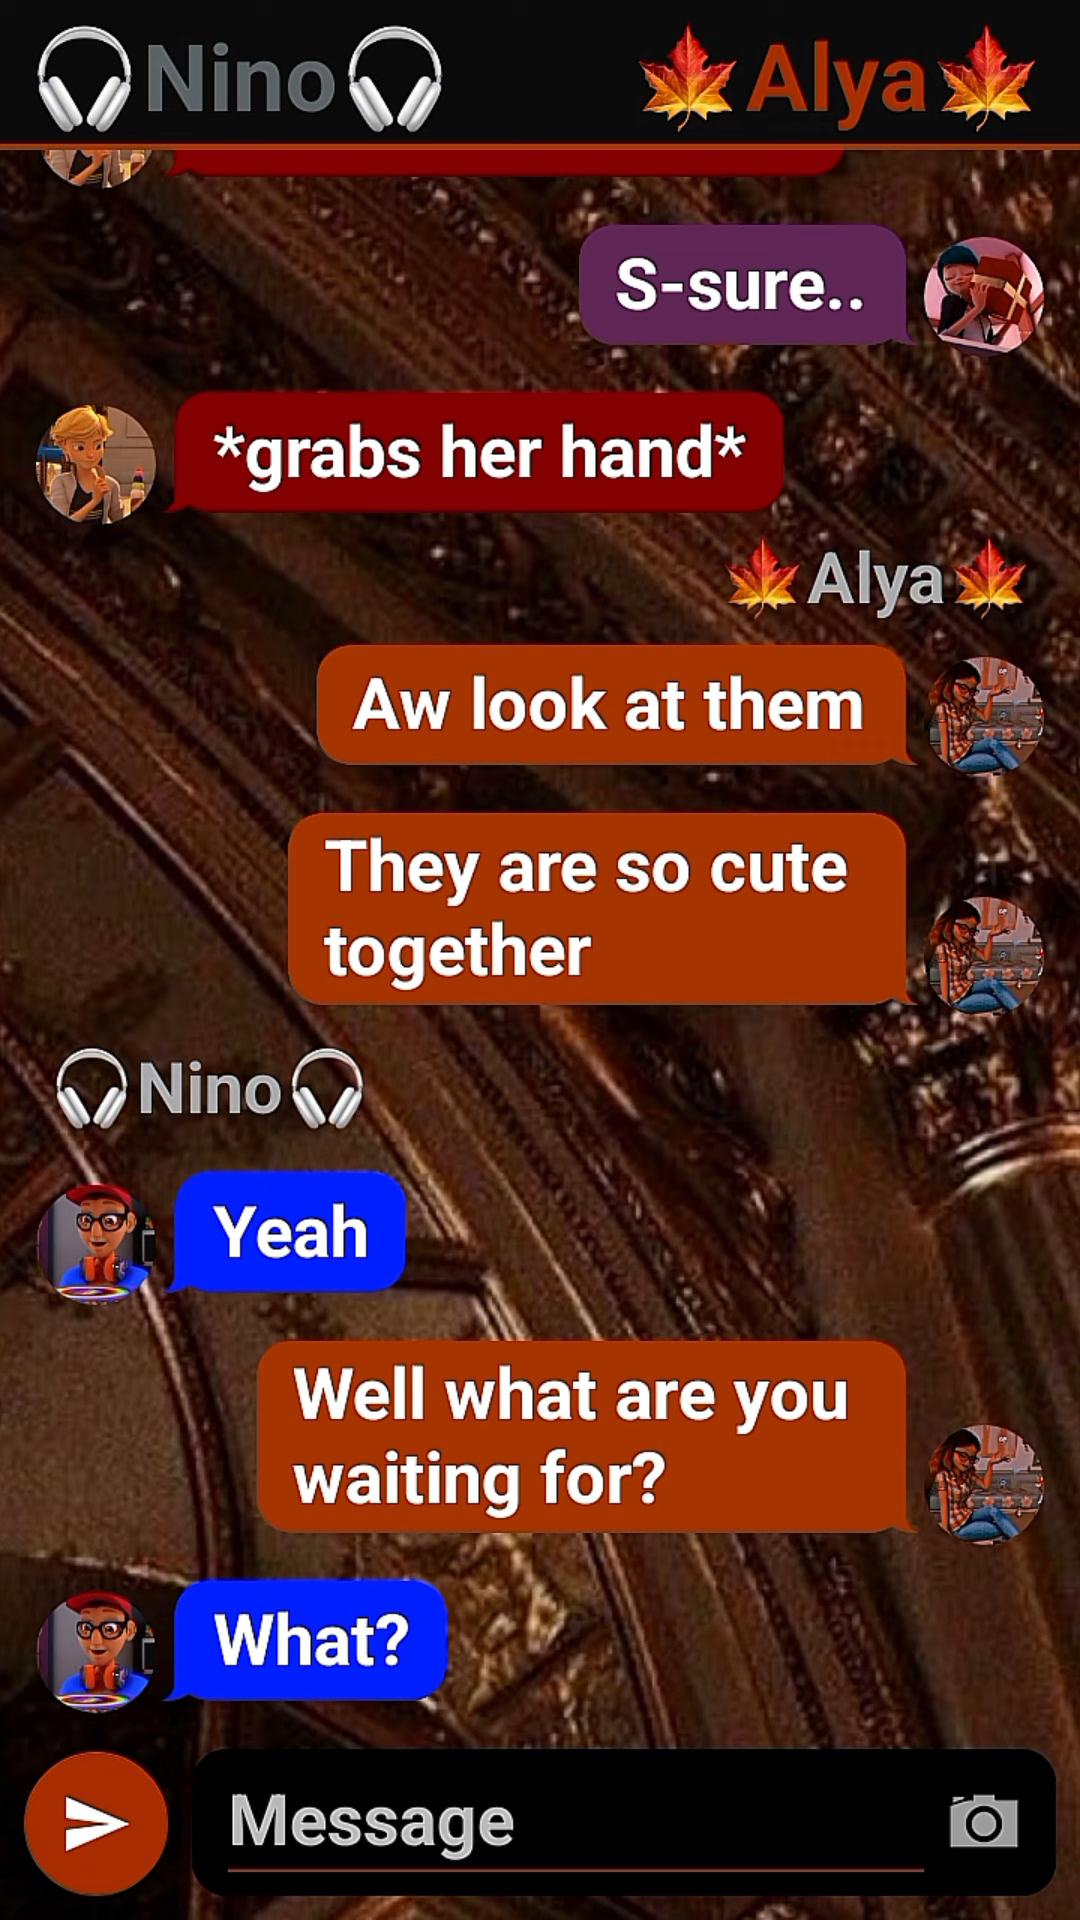 🎧Nino🎧 🍁Alya🍁
S-sure..
*grabs her hand*
🍁Alya🍁
Aw look at them
They are so cute
together
🎧Nino🎧
Yeah
Well what are you
waiting for?
What?
Message